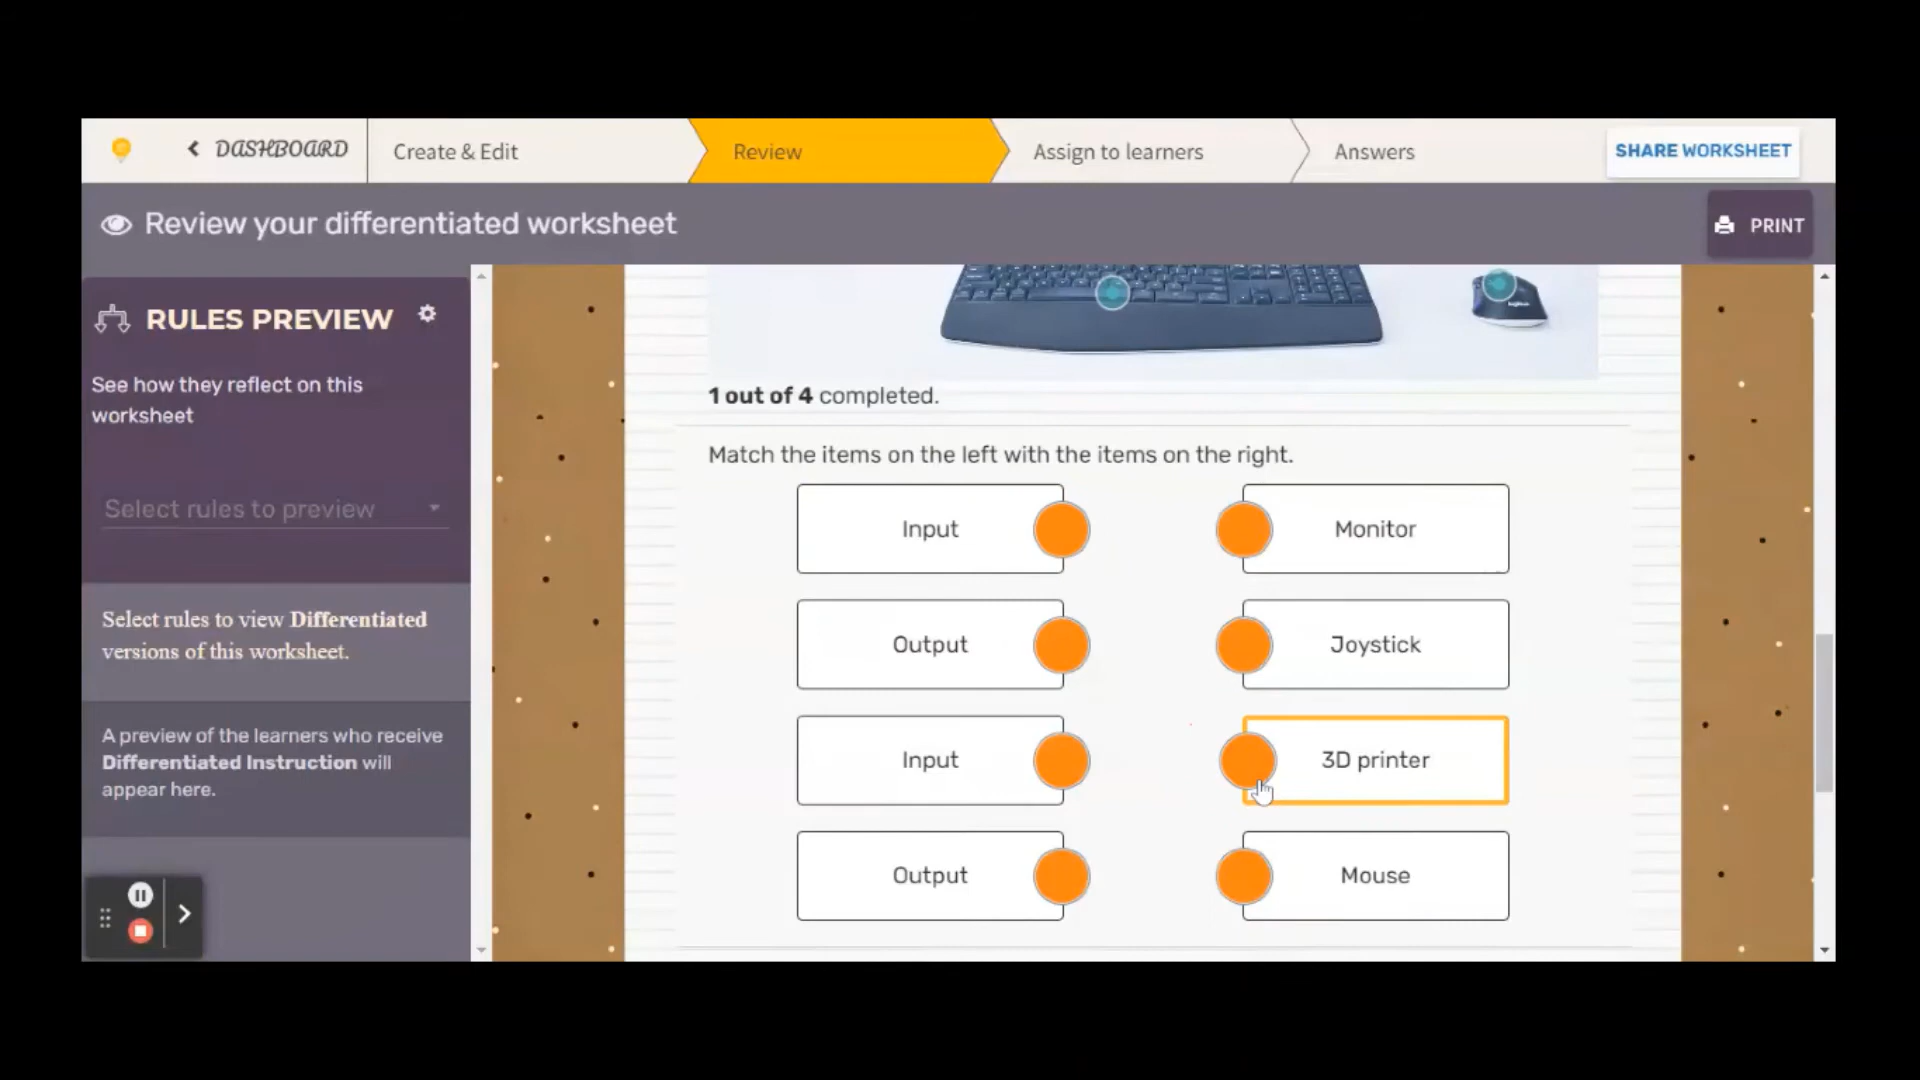 DASHBOARD
Create & Edit
Review
Assign to learners
Answers
SHARE WORKSHEET
Review your differentiated worksheet
PRINT
RULES PREVIEW
See how they reflect on this
worksheet
Select rules to preview
Select rules to view Differentiated
versions of this worksheet.
A preview of the learners who receive
Differentiated Instruction will
appear here.
1 out of 4 completed.
Match the items on the left with the items on the right.
Input
Monitor
Output
Joystick
Input
3D printer
Output
Mouse